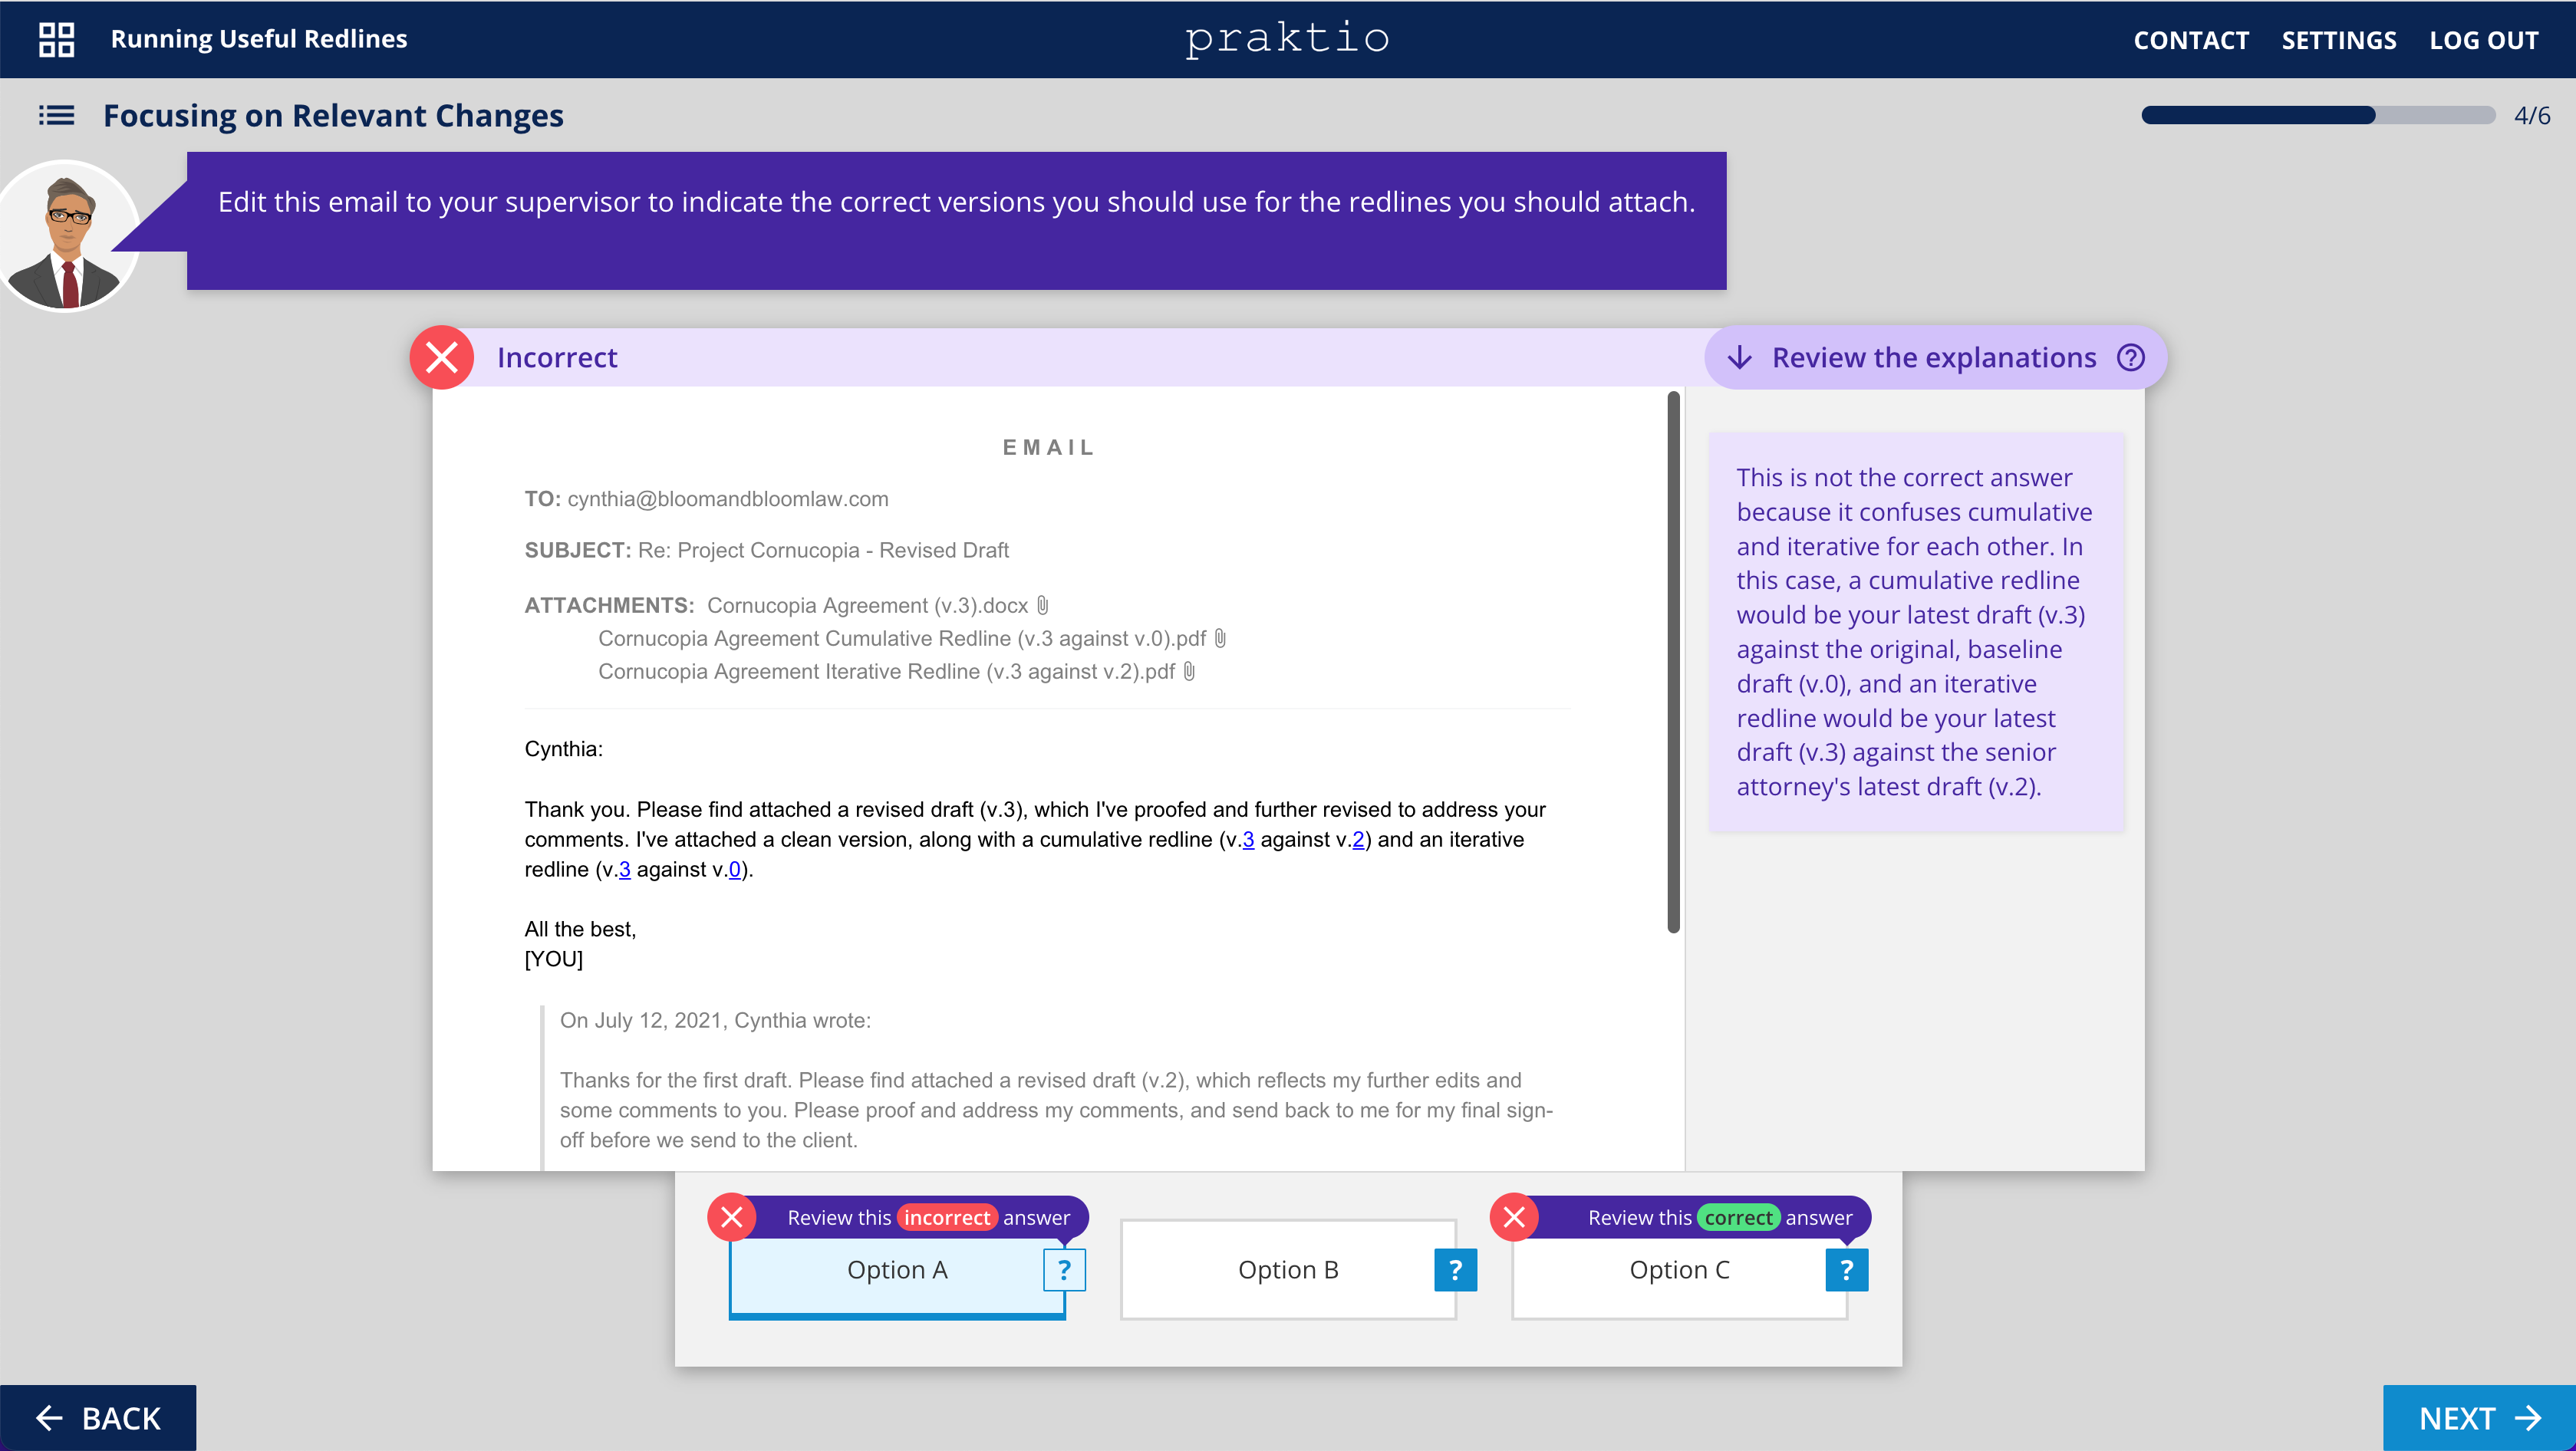 Running Useful Redlines
praktio
CONTACT SETTINGS LOG OUT
Focusing on Relevant Changes
4/6
Edit this email to your supervisor to indicate the correct versions you should use for the redlines you should attach.
Incorrect
Review the explanations ?
EMAIL
TO: cynthia@bloomandbloomlaw.com
SUBJECT: Re: Project Cornucopia - Revised Draft
ATTACHMENTS: Cornucopia Agreement (v.3).docx
Cornucopia Agreement Cumulative Redline (v.3 against v.0).pdf
Cornucopia Agreement Iterative Redline (v.3 against v.2).pdf
Cynthia:
Thank you. Please find attached a revised draft (v.3), which I've proofed and further revised to address your
comments. I've attached a clean version, along with a cumulative redline (v.3 against v.2) and an iterative
redline (v.3 against v.0).
All the best,
[YOU]
On July 12, 2021, Cynthia wrote:
Thanks for the first draft. Please find attached a revised draft (v.2), which reflects my further edits and
some comments to you. Please proof and address my comments, and send back to me for my final sign-
off before we send to the client.
This is not the correct answer
because it confuses cumulative
and iterative for each other. In
this case, a cumulative redline
would be your latest draft (v.3)
against the original, baseline
draft (v.0), and an iterative
redline would be your latest
draft (v.3) against the senior
attorney's latest draft (v.2).
Review this incorrect answer
Option A
?
Option B
?
Review this correct answer
Option C
?
BACK
NEXT